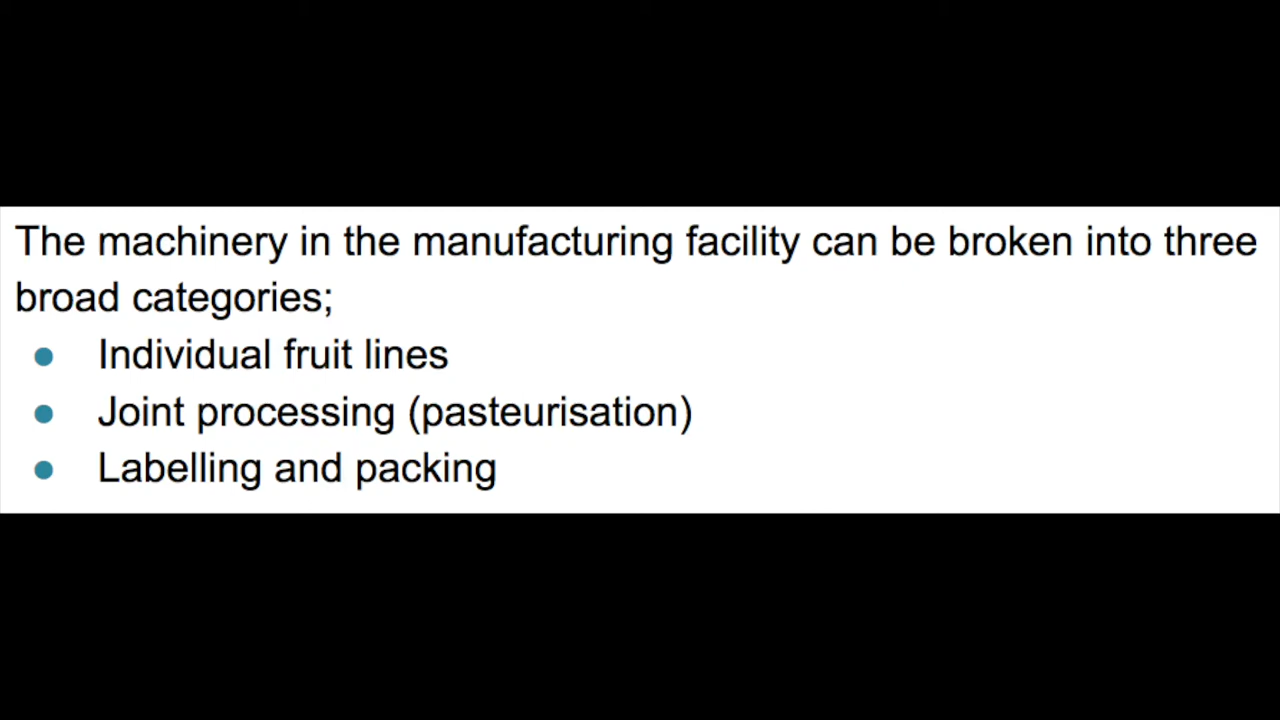 The machinery in the manufacturing facility can be broken into three
broad categories;
● Individual fruit lines
● Joint processing (pasteurisation)
● Labelling and packing